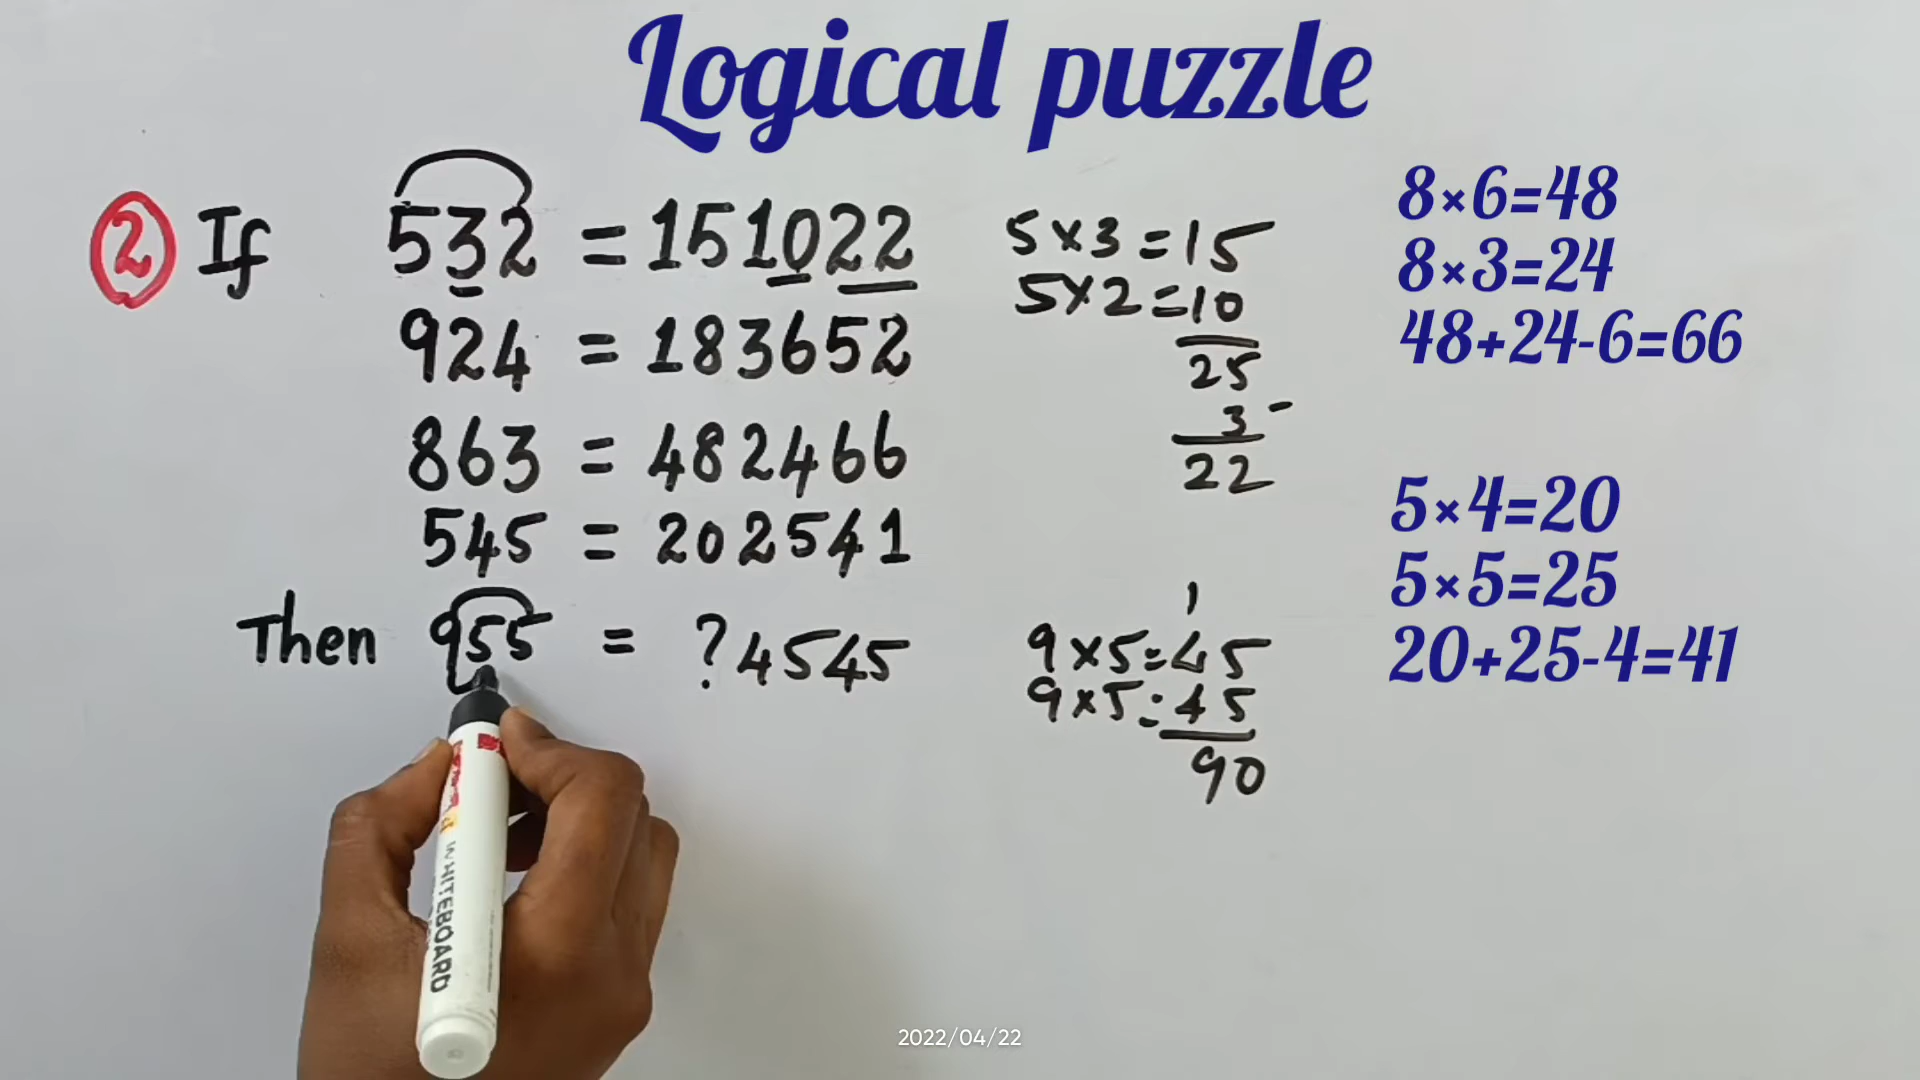 Logical puzzle
② If 532 = 151022
924 = 183652
863 = 482466
545 = 202541
Then 955 = ? 4545
5×3=15
5×2=10
25
3-
22
1
9×5=45
9×5=45
90
8×6=48
8×3=24
48+24-6=66
5×4=20
5×5=25
20+25-4=41
WHITEBOARD
2022/04/22